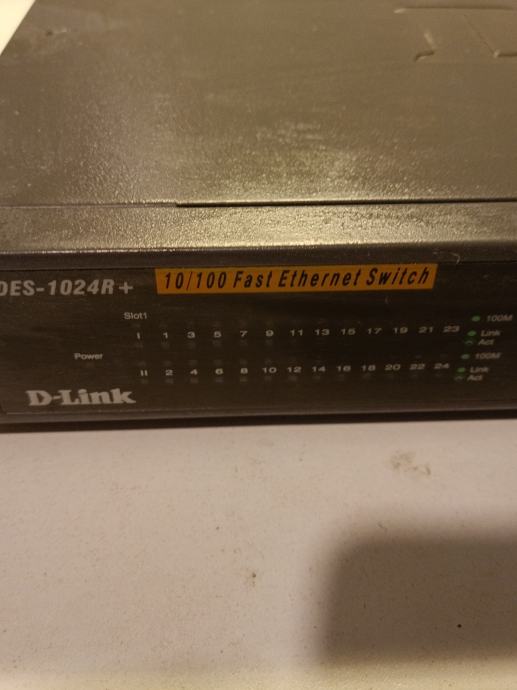 DES-1024R+ 10/100 Fast Ethernet Switch
Slot1
100M
I 1 3 5 7 9 11 13 15 17 19 21 23 Link
Act
Power
100M
II 2 4 6 8 10 12 14 16 18 20 22 24 Link
Act
D-Link